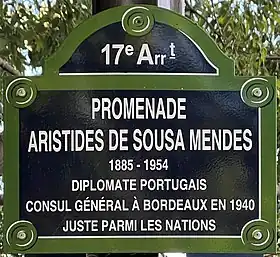 17e Arrt
PROMENADE
ARISTIDES DE SOUSA MENDES
1885 - 1954
DIPLOMATE PORTUGAIS
CONSUL GÉNÉRAL À BORDEAUX EN 1940
JUSTE PARMI LES NATIONS